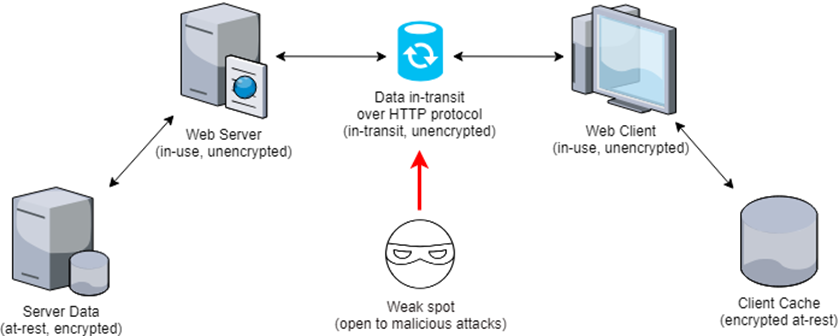 Data in-transit
over HTTP protocol
(in-transit, unencrypted)
Web Server
(in-use, unencrypted)
Web Client
(in-use, unencrypted)
Server Data
(at-rest, encrypted)
Weak spot
(open to malicious attacks)
Client Cache
(encrypted at-rest)